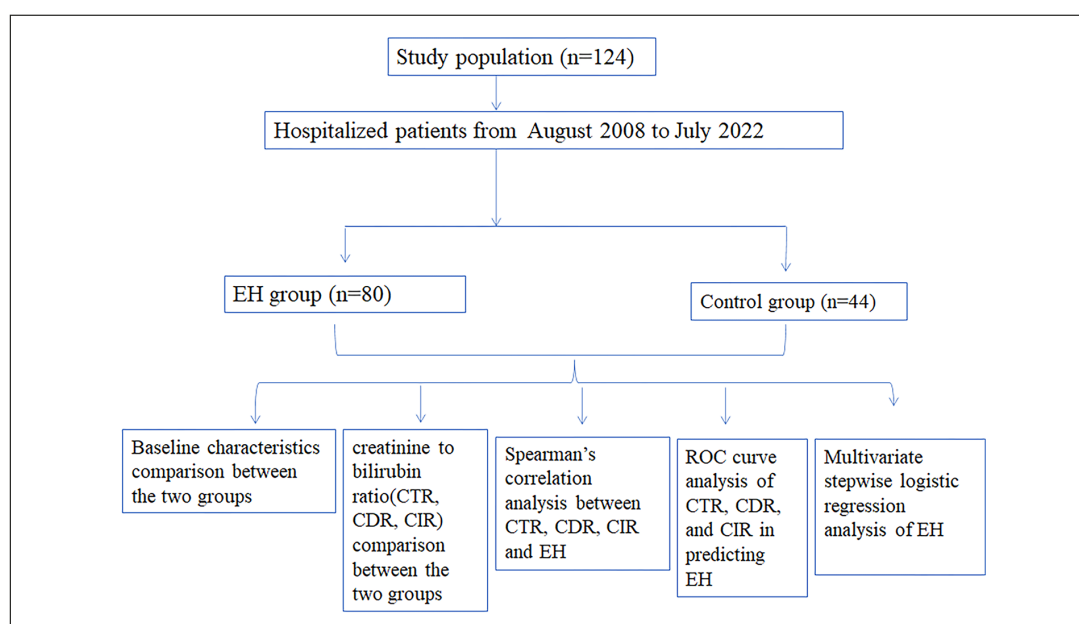 Study population (n=124)
Hospitalized patients from August 2008 to July 2022
EH group (n=80)
Control group (n=44)
Baseline characteristics
comparison between
the two groups
creatinine to
bilirubin
ratio(CTR,
CDR, CIR)
comparison
between the
two groups
Spearman’s
correlation
analysis between
CTR, CDR, CIR
and EH
ROC curve
analysis of
CTR, CDR,
and CIR in
predicting
EH
Multivariate
stepwise logistic
regression
analysis of EH